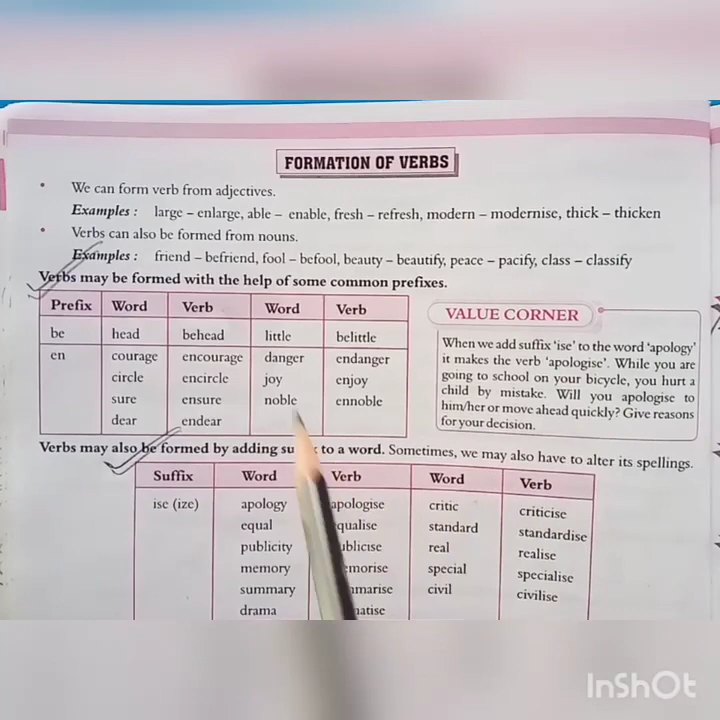 FORMATION OF VERBS
• We can form verb from adjectives.
Examples : large – enlarge, able – enable, fresh – refresh, modern – modernise, thick – thicken
• Verbs can also be formed from nouns.
Examples : friend – befriend, fool – befool, beauty – beautify, peace – pacify, class – classify
Verbs may be formed with the help of some common prefixes.
Prefix Word Verb Word Verb
be head behead little belittle
en courage encourage danger endanger
circle encircle joy enjoy
sure ensure noble ennoble
dear endear
VALUE CORNER
When we add suffix 'ise' to the word 'apology'
it makes the verb 'apologise'. While you are
going to school on your bicycle, you hurt a
child by mistake. Will you apologise to
him/her or move ahead quickly? Give reasons
for your decision.
Verbs may also be formed by adding to a word. Sometimes, we may also have to alter its spellings.
Suffix Word Verb Word Verb
ise (ize) apology apologise critic criticise
equal equalise standard standardise
publicity publicise real realise
memory memorise special specialise
summary summarise civil civilise
drama
InShOt